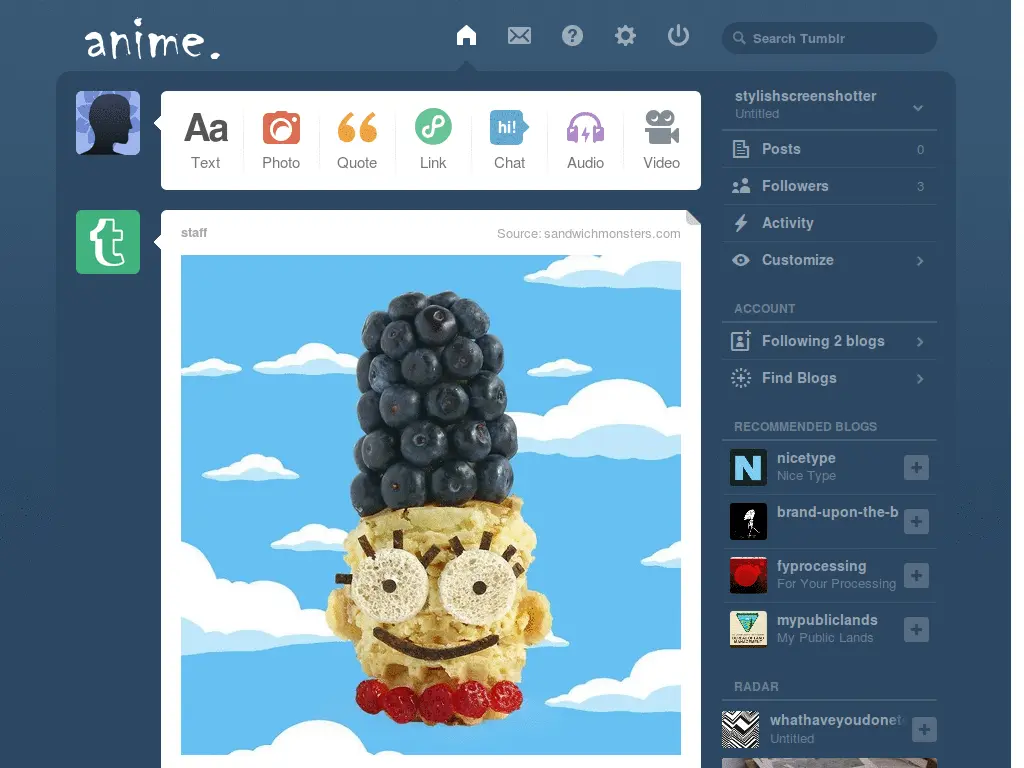 anime.
Search Tumblr
Aa
hi!
Text
Photo
Quote
Link
Chat
Audio
Video
staff
Source: sandwichmonsters.com
stylishscreenshotter
Untitled
Posts
0
Followers
3
Activity
Customize
ACCOUNT
Following 2 blogs
Find Blogs
RECOMMENDED BLOGS
N
nicetype
Nice Type
brand-upon-the-b
fyprocessing
For Your Processing
mypubliclands
My Public Lands
RADAR
whathaveyoudonet
Untitled